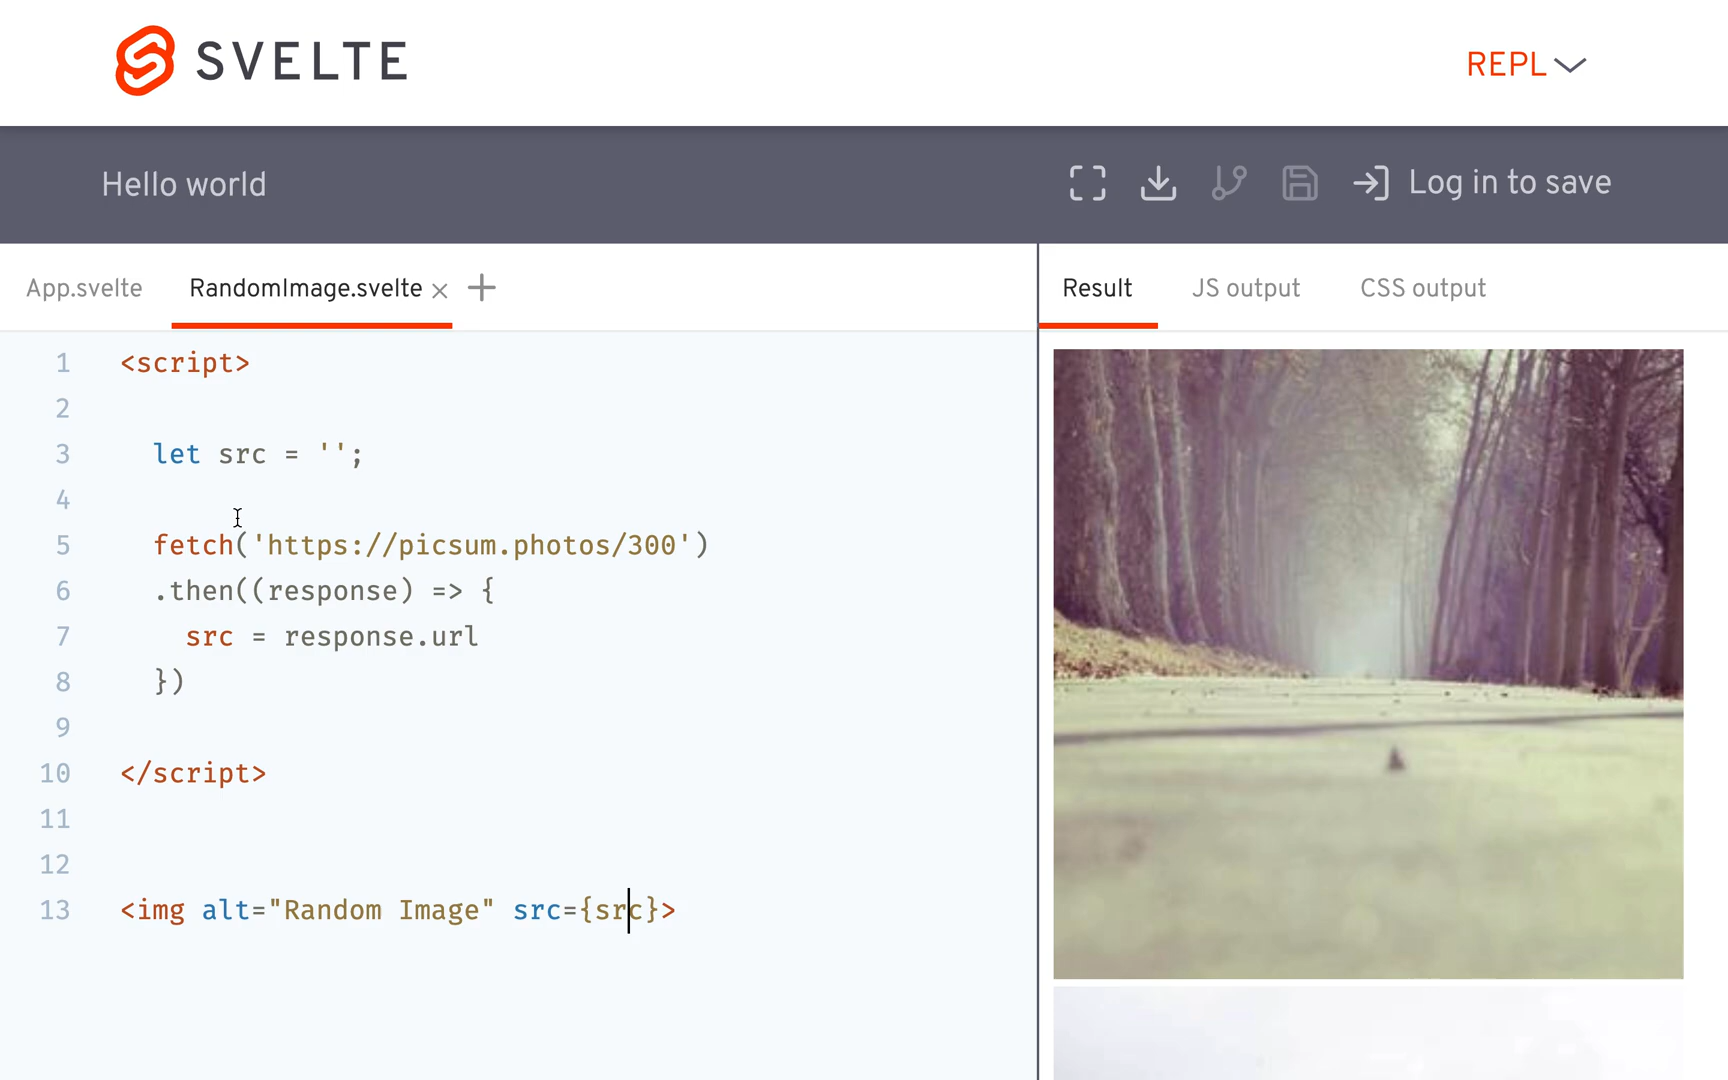 SVELTE
REPL
Hello world
Log in to save
App.svelte RandomImage.svelte × +
Result JS output CSS output
1 <script>
2
3 let src = '';
4
5 fetch('https://picsum.photos/300')
6 .then((response) => {
7 src = response.url
8 })
9
10 </script>
11
12
13 <img alt="Random Image" src={src}>